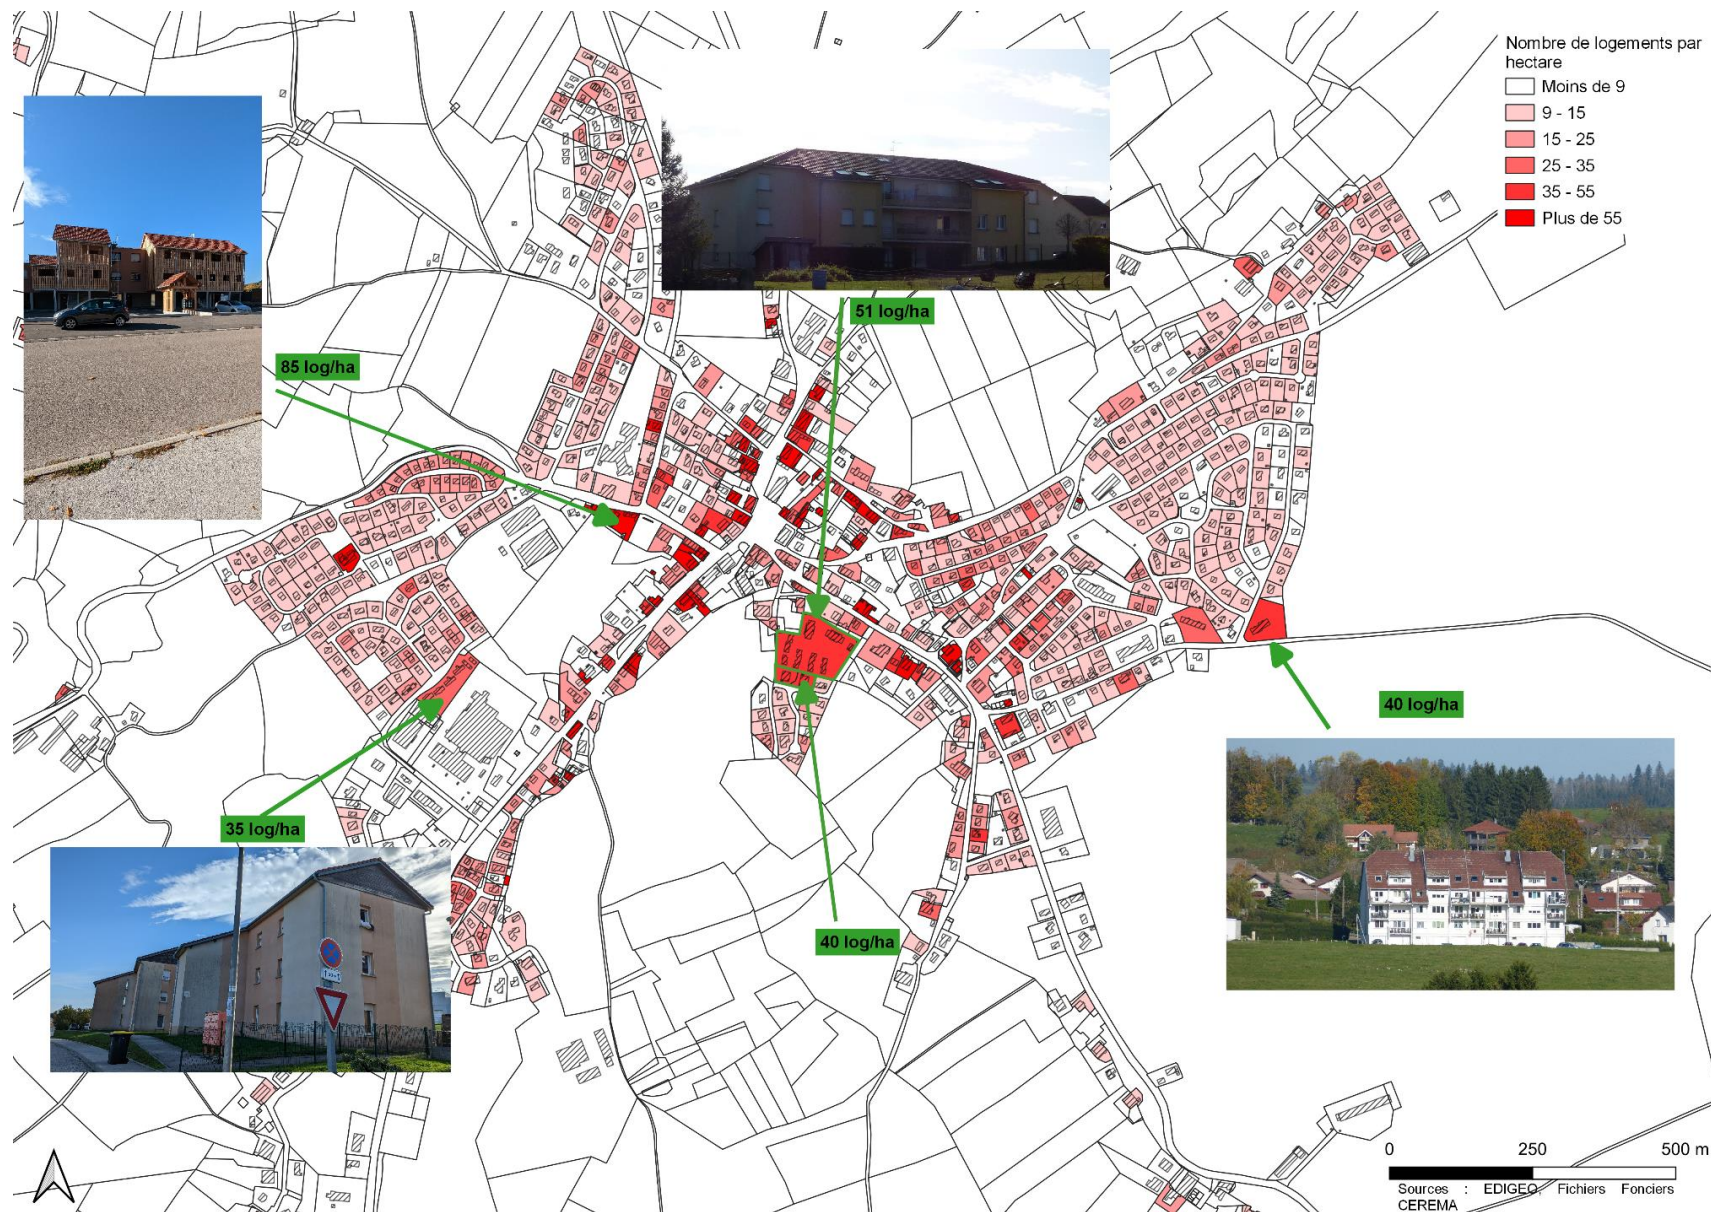 Nombre de logements par
hectare
Moins de 9
9 - 15
15 - 25
25 - 35
35 - 55
Plus de 55
51 log/ha
85 log/ha
40 log/ha
35 log/ha
40 log/ha
0 250 500 m
Sources : EDIGEO, Fichiers Fonciers
CEREMA